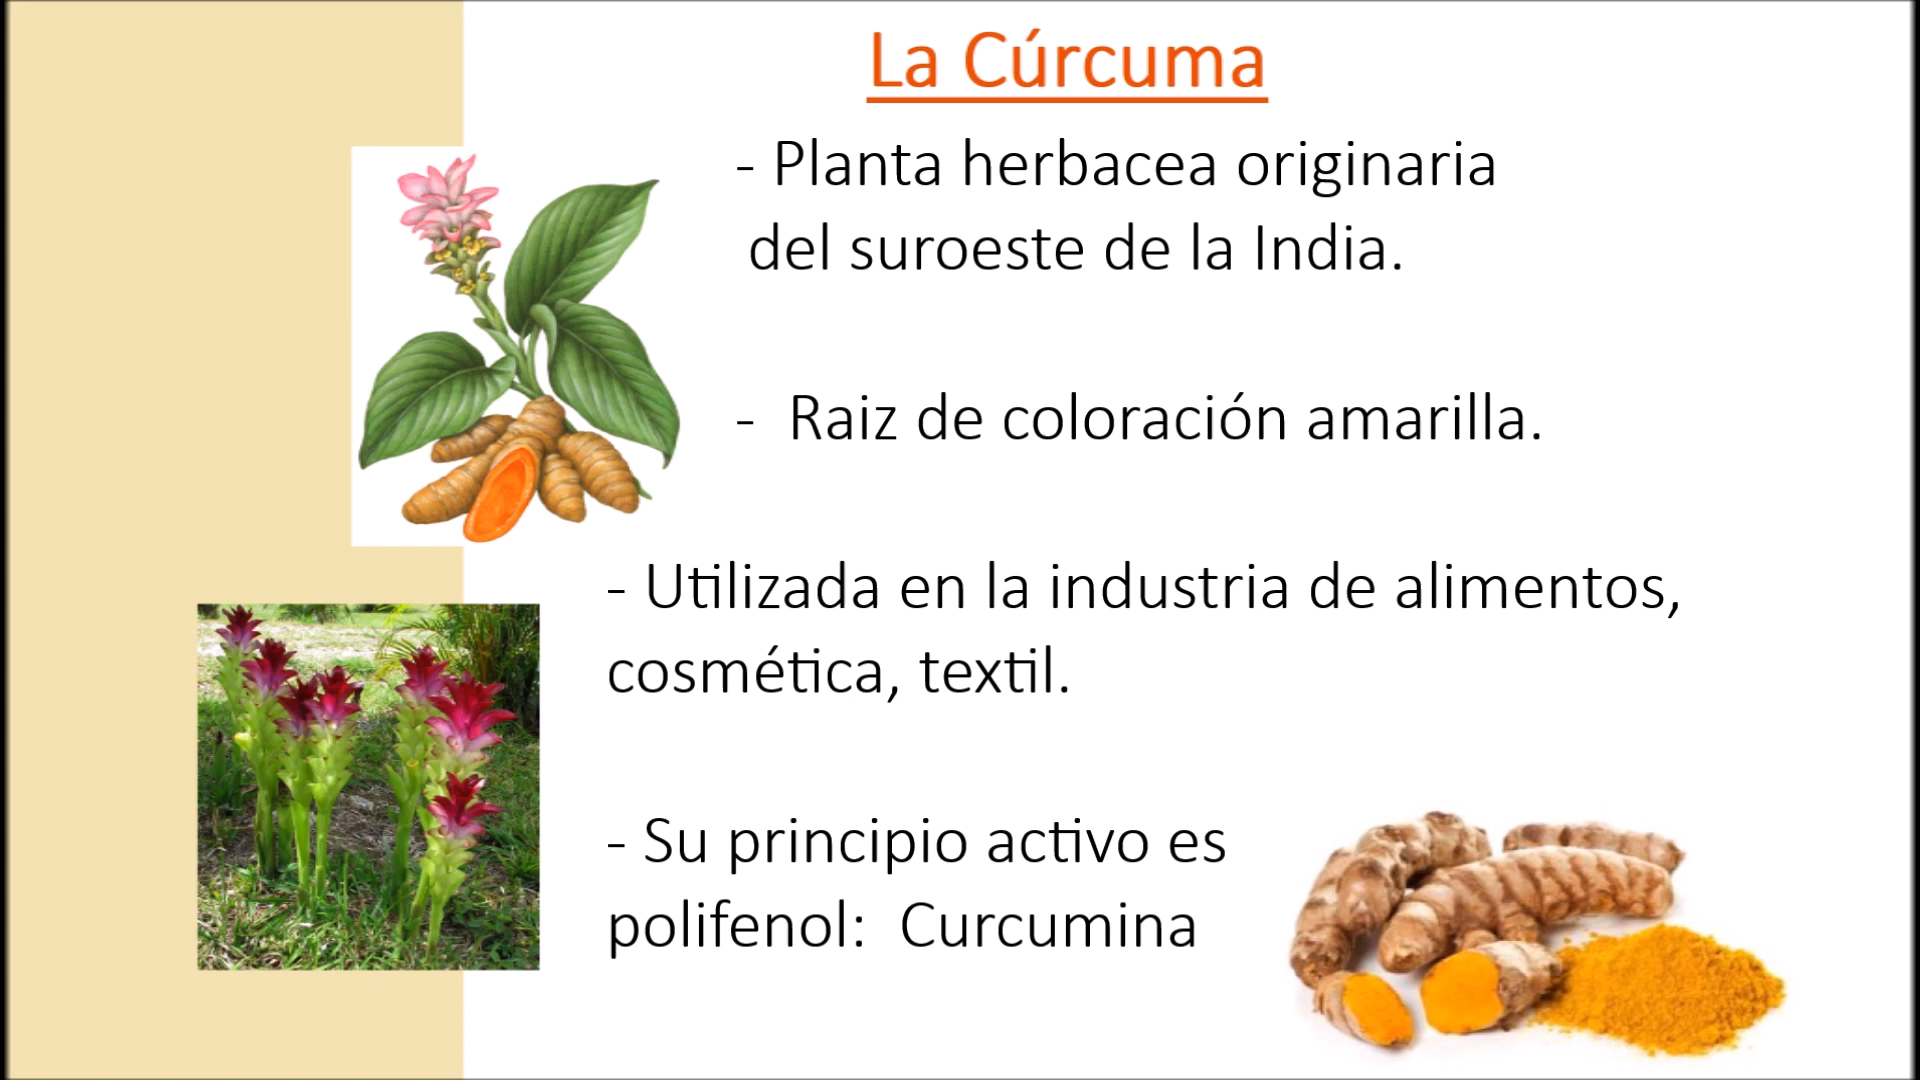 La Cúrcuma
- Planta herbacea originaria
del suroeste de la India.
- Raiz de coloración amarilla.
- Utilizada en la industria de alimentos,
cosmética, textil.
- Su principio activo es
polifenol: Curcumina